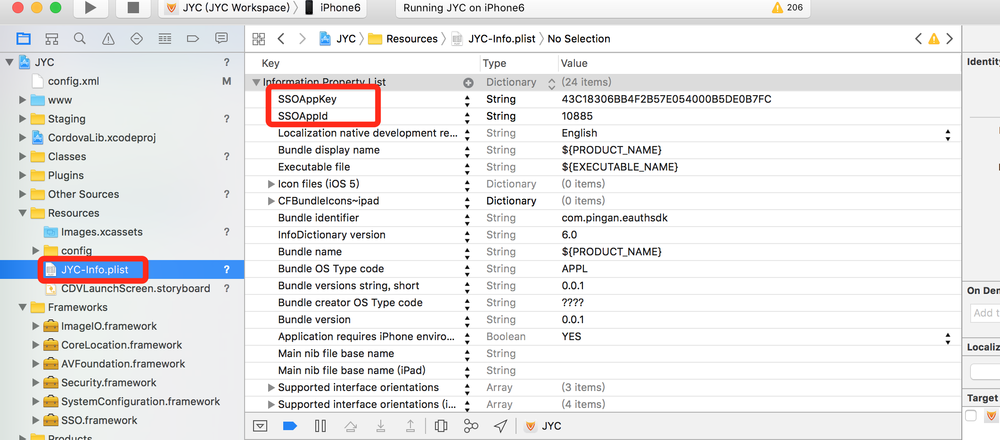 JYC (JYC Workspace) iPhone6
Running JYC on iPhone6 206
JYC Resources JYC-Info.plist No Selection
JYC ?
config.xml M
www
Staging ?
CordovaLib.xcodeproj
Classes ?
Plugins
Other Sources ?
Resources
Images.xcassets ?
config
JYC-Info.plist ?
CDVLaunchScreen.storyboard ?
Frameworks
ImageIO.framework
CoreLocation.framework
AVFoundation.framework
Security.framework
SystemConfiguration.framework
SSO.framework
Products
Key Type Value
Information Property List Dictionary (24 items)
SSOAppKey String 43C18306BB4F2B57E054000B5DE0B7FC
SSOAppId String 10885
Localization native development re... String English
Bundle display name String ${PRODUCT_NAME}
Executable file String ${EXECUTABLE_NAME}
Icon files (iOS 5) Dictionary (0 items)
CFBundleIcons~ipad Dictionary (0 items)
Bundle identifier String com.pingan.eauthsdk
InfoDictionary version String 6.0
Bundle name String ${PRODUCT_NAME}
Bundle OS Type code String APPL
Bundle versions string, short String 0.0.1
Bundle creator OS Type code String ????
Bundle version String 0.0.1
Application requires iPhone enviro... Boolean YES
Main nib file base name String
Main nib file base name (iPad) String
Supported interface orientations Array (3 items)
Supported interface orientations (i... Array (4 items)
JYC
Identity
On Dem
Add t
Localiz
Target